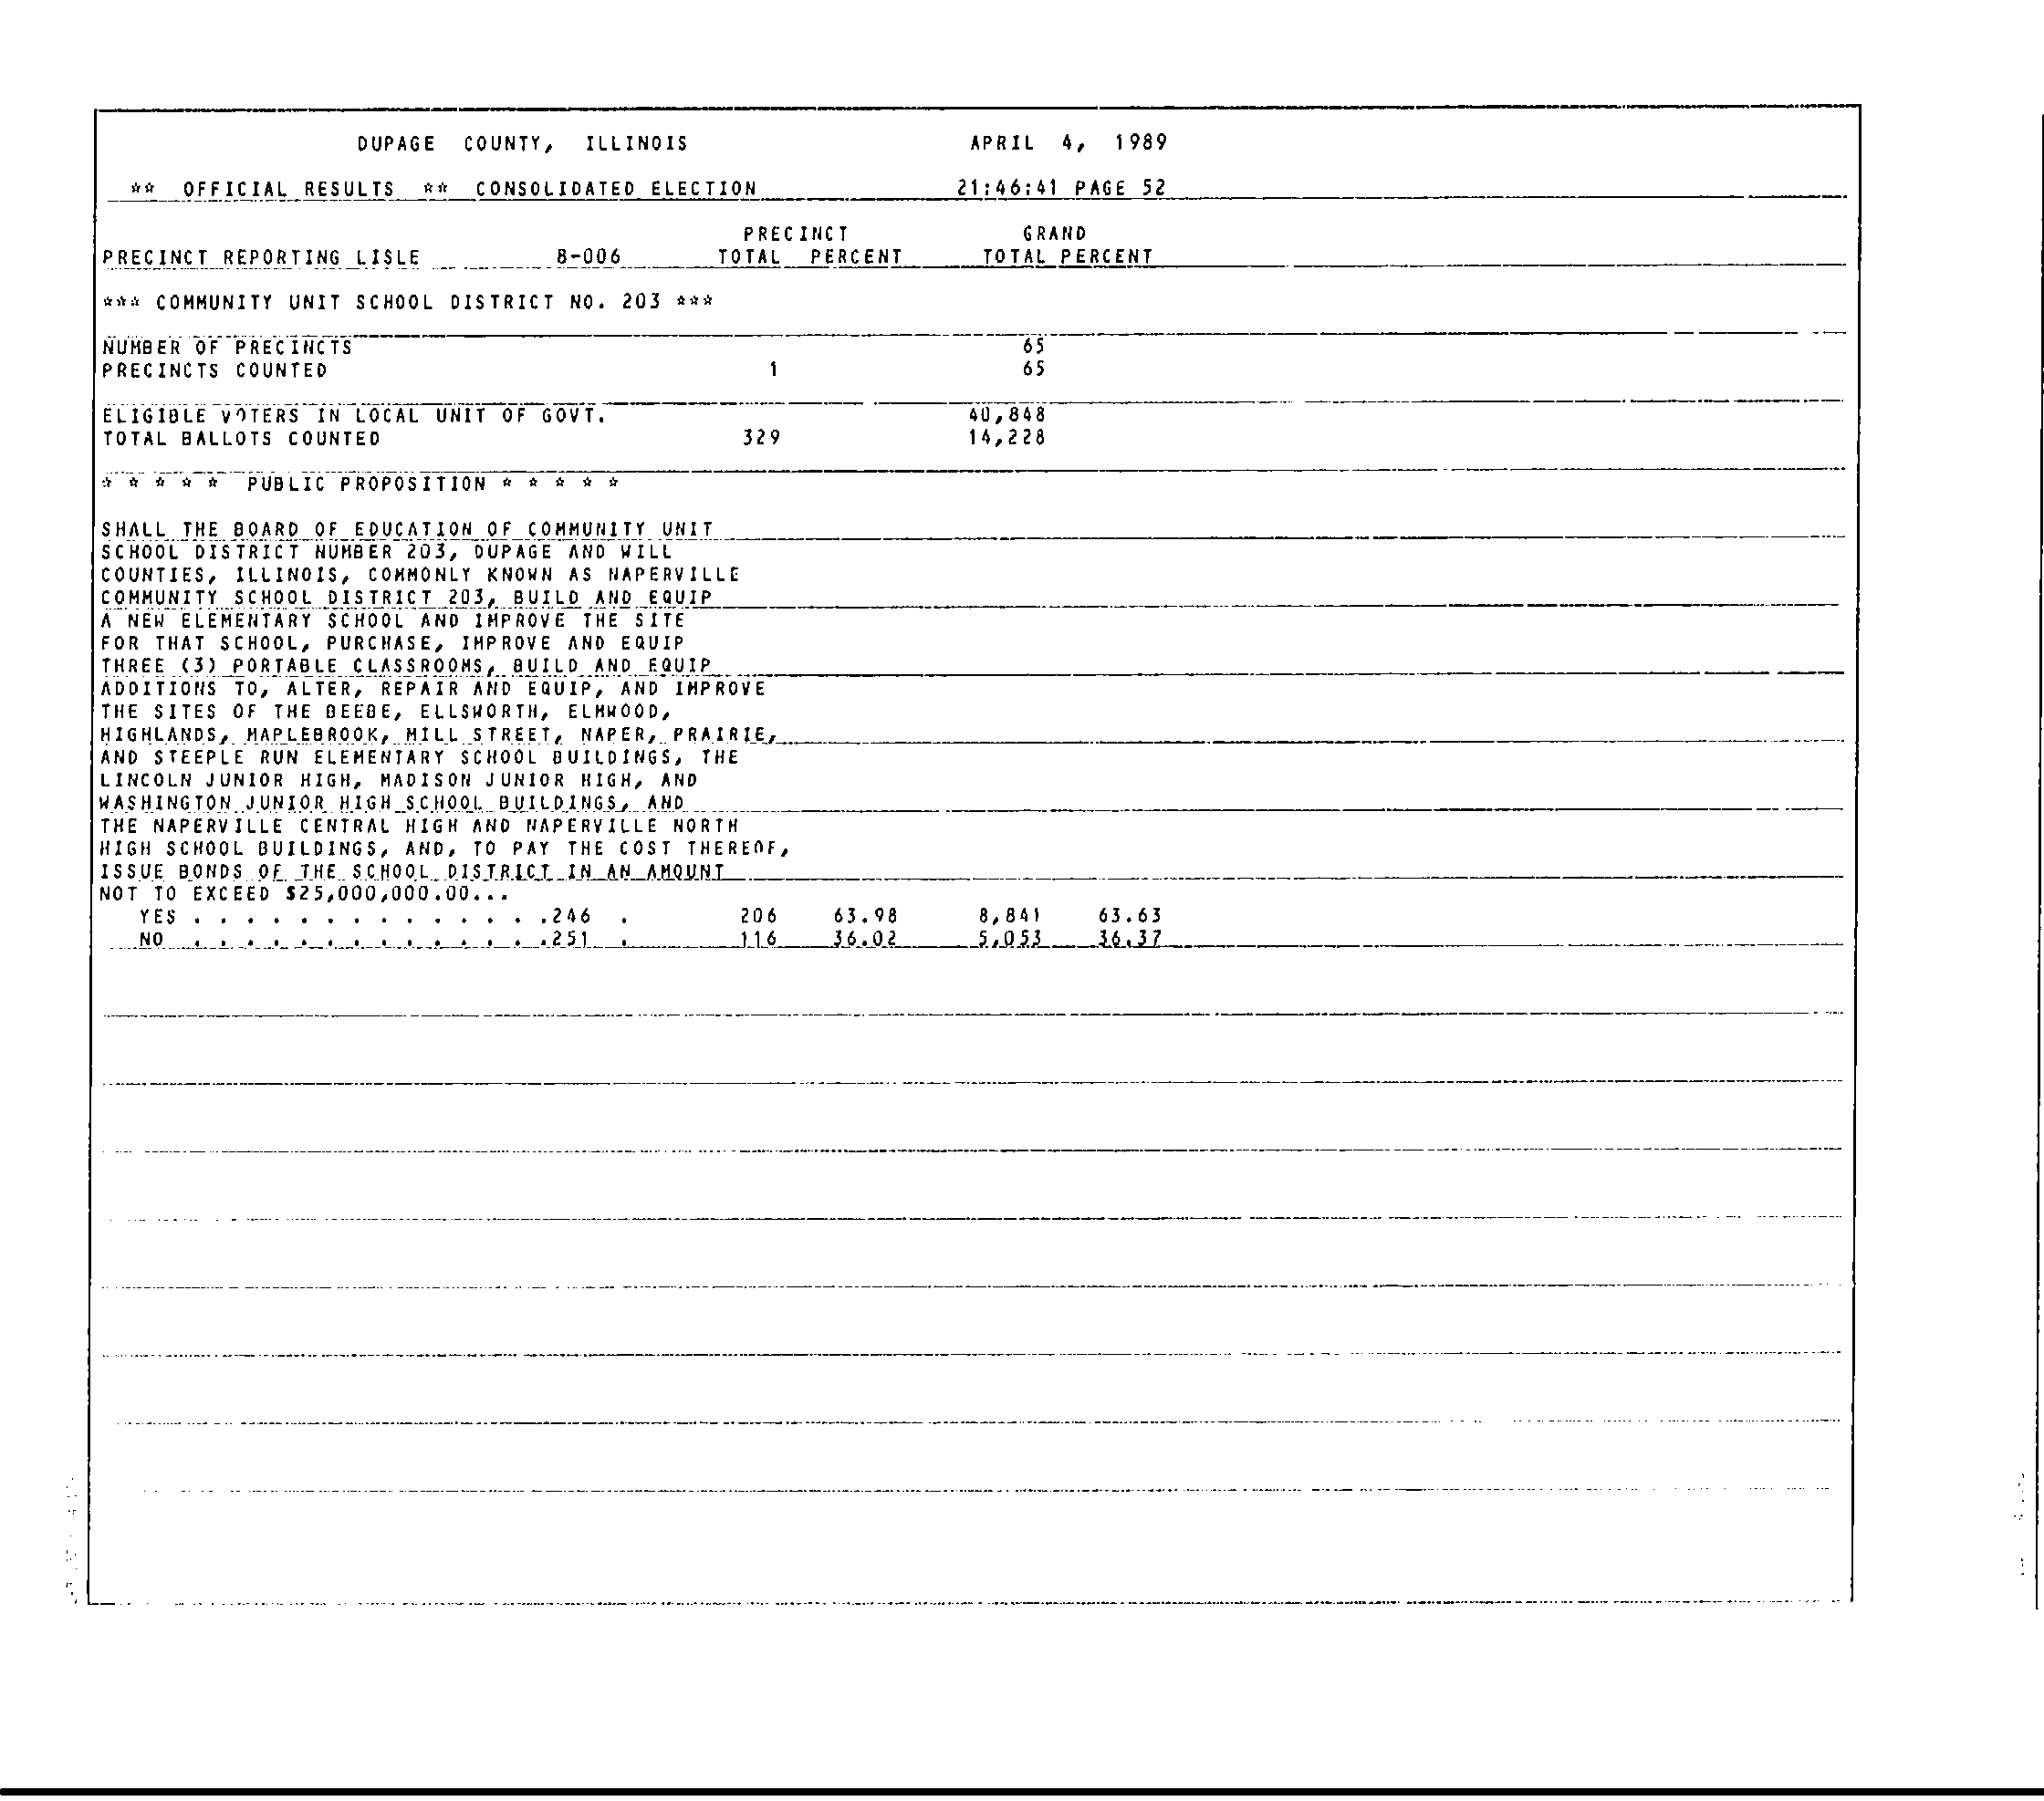 DUPAGE COUNTY, ILLINOIS APRIL 4, 1989
** OFFICIAL RESULTS ** CONSOLIDATED ELECTION 21:46:41 PAGE 52
PRECINCT GRAND
PRECINCT REPORTING LISLE 8-006 TOTAL PERCENT TOTAL PERCENT
*** COMMUNITY UNIT SCHOOL DISTRICT NO. 203 ***
NUMBER OF PRECINCTS 65
PRECINCTS COUNTED 1 65
ELIGIBLE VOTERS IN LOCAL UNIT OF GOVT. 40,848
TOTAL BALLOTS COUNTED 329 14,228
* * * * * PUBLIC PROPOSITION * * * * *
SHALL THE BOARD OF EDUCATION OF COMMUNITY UNIT
SCHOOL DISTRICT NUMBER 203, DUPAGE AND WILL
COUNTIES, ILLINOIS, COMMONLY KNOWN AS NAPERVILLE
COMMUNITY SCHOOL DISTRICT 203, BUILD AND EQUIP
A NEW ELEMENTARY SCHOOL AND IMPROVE THE SITE
FOR THAT SCHOOL, PURCHASE, IMPROVE AND EQUIP
THREE (3) PORTABLE CLASSROOMS, BUILD AND EQUIP
ADDITIONS TO, ALTER, REPAIR AND EQUIP, AND IMPROVE
THE SITES OF THE BEEBE, ELLSWORTH, ELMWOOD,
HIGHLANDS, MAPLEBROOK, MILL STREET, NAPER, PRAIRIE,
AND STEEPLE RUN ELEMENTARY SCHOOL BUILDINGS, THE
LINCOLN JUNIOR HIGH, MADISON JUNIOR HIGH, AND
WASHINGTON JUNIOR HIGH SCHOOL BUILDINGS, AND
THE NAPERVILLE CENTRAL HIGH AND NAPERVILLE NORTH
HIGH SCHOOL BUILDINGS, AND, TO PAY THE COST THEREOF,
ISSUE BONDS OF THE SCHOOL DISTRICT IN AN AMOUNT
NOT TO EXCEED $25,000,000.00...
YES . . . . . . . . . . . . . .246 . 206 63.98 8,841 63.63
NO . . . . . . . . . . . . . .251 . 116 36.02 5,053 36.37